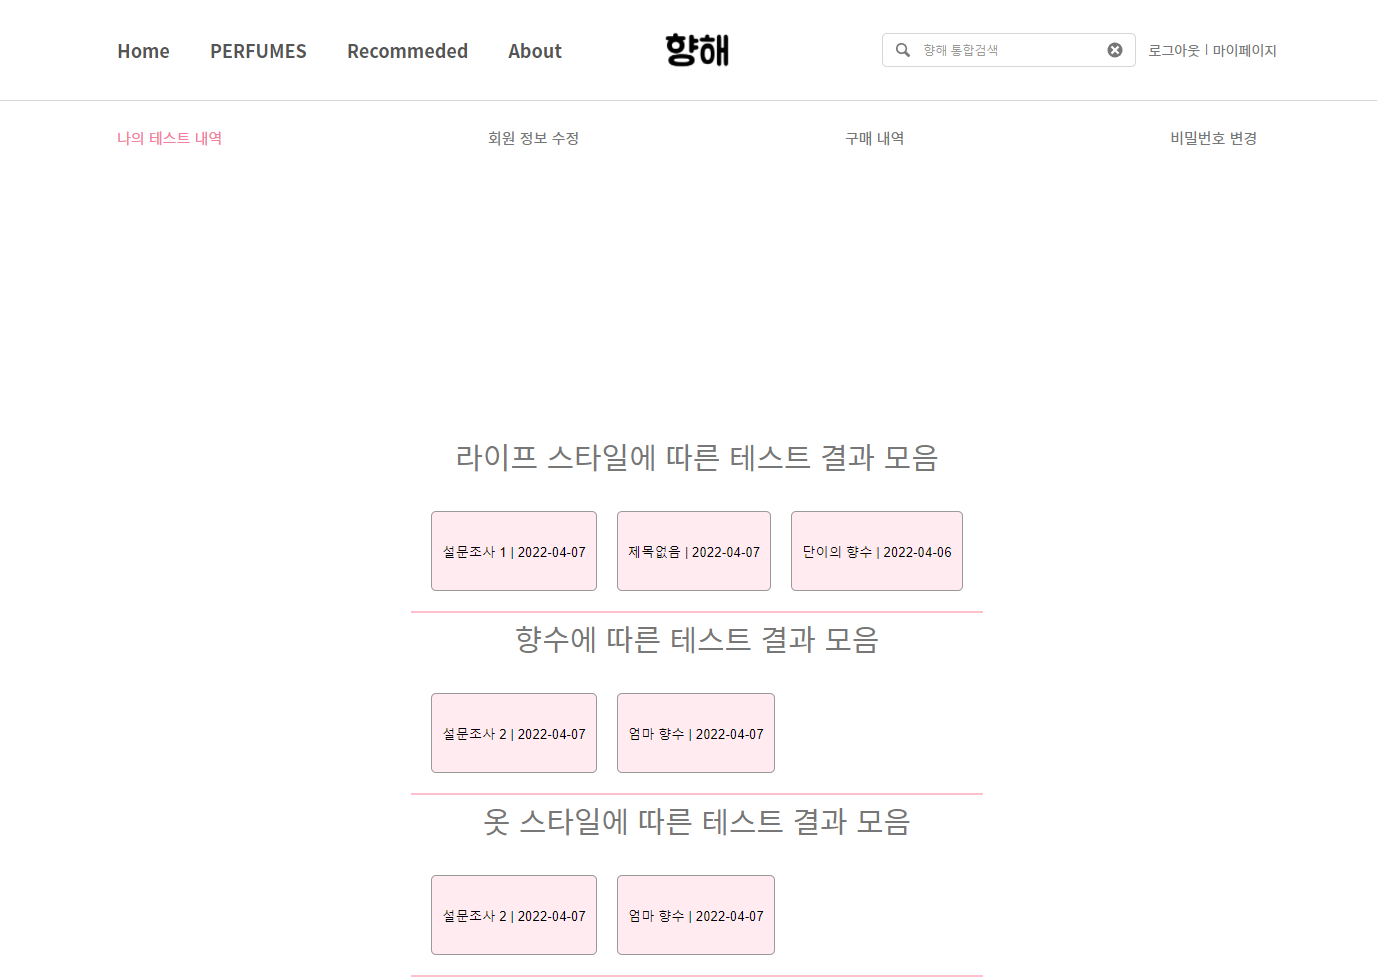 Home PERFUMES Recommeded About 향해 향해 통합검색 로그아웃 | 마이페이지
나의 테스트 내역 회원 정보 수정 구매 내역 비밀번호 변경
라이프 스타일에 따른 테스트 결과 모음
설문조사 1 | 2022-04-07 제목없음 | 2022-04-07 단이의 향수 | 2022-04-06
향수에 따른 테스트 결과 모음
설문조사 2 | 2022-04-07 엄마 향수 | 2022-04-07
옷 스타일에 따른 테스트 결과 모음
설문조사 2 | 2022-04-07 엄마 향수 | 2022-04-07